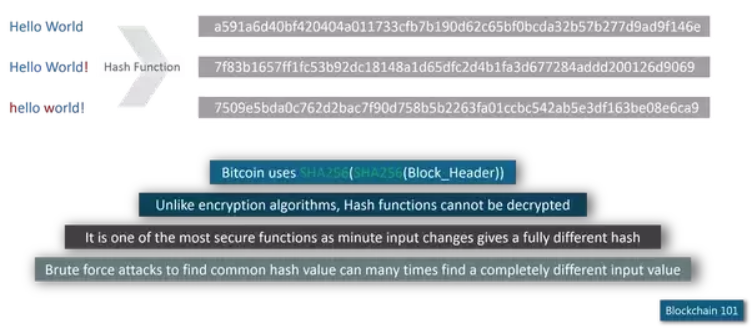 Hello World a591a6d40bf420404a011733cfb7b190d62c65bf0bcda32b57b277d9ad9f146e
Hello World! Hash Function 7f83b1657ff1fc53b92dc18148a1d65dfc2d4b1fa3d677284addd200126d9069
hello world! 7509e5bda0c762d2bac7f90d758b5b2263fa01ccbc542ab5e3df163be08e6ca9
Bitcoin uses SHA256(SHA256(Block_Header))
Unlike encryption algorithms, Hash functions cannot be decrypted
It is one of the most secure functions as minute input changes gives a fully different hash
Brute force attacks to find common hash value can many times find a completely different input value
Blockchain 101